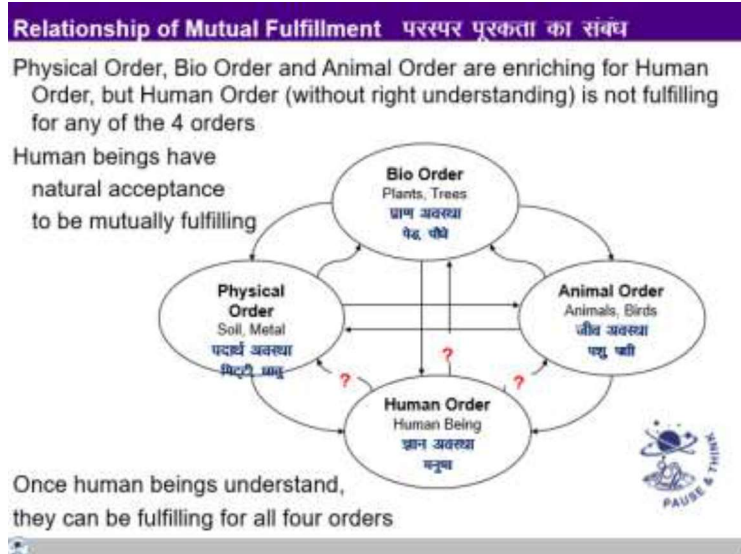 Relationship of Mutual Fulfillment परस्पर पूरकता का संबंध
Physical Order, Bio Order and Animal Order are enriching for Human
Order, but Human Order (without right understanding) is not fulfilling
for any of the 4 orders
Human beings have
natural acceptance
to be mutually fulfilling
Bio Order
Plants, Trees
प्राण अवस्था
पेड, पौधे
Physical
Order
Soil, Metal
पदार्थ अवस्था
मिट्टी धातु
Animal Order
Animals, Birds
जीव अवस्था
पशु पक्षी
?
?
?
Human Order
Human Being
ज्ञान अवस्था
मनुष्य
PAUSE & THINK
Once human beings understand,
they can be fulfilling for all four orders